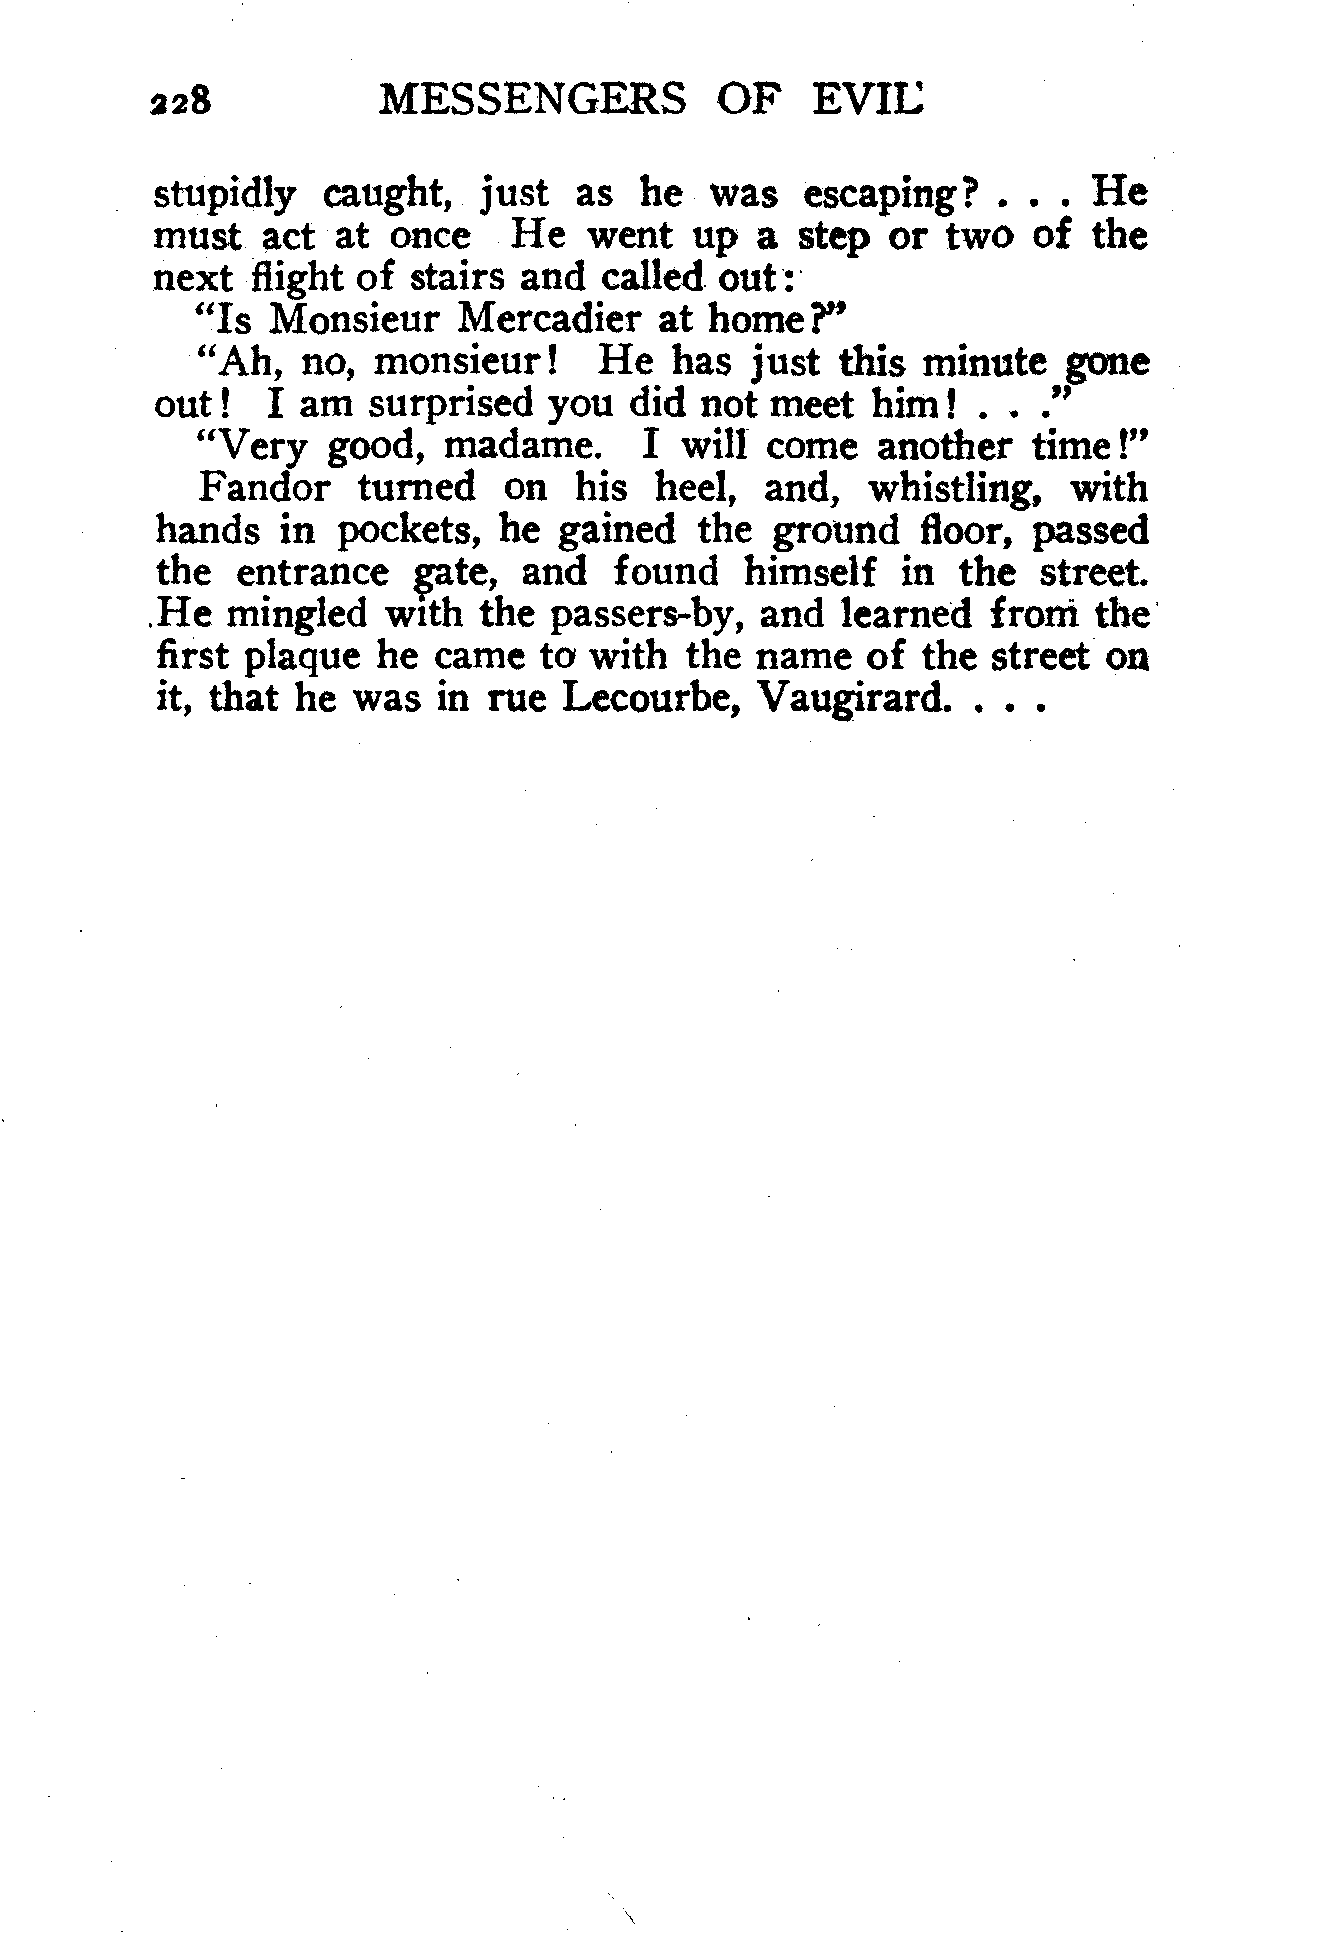 228 MESSENGERS OF EVIL
stupidly caught, just as he was escaping? . . . He
must act at once He went up a step or two of the
next flight of stairs and called out:
"Is Monsieur Mercadier at home?"
"Ah, no, monsieur! He has just this minute gone
out! I am surprised you did not meet him! . . ."
"Very good, madame. I will come another time!"
Fandor turned on his heel, and, whistling, with
hands in pockets, he gained the ground floor, passed
the entrance gate, and found himself in the street.
He mingled with the passers-by, and learned from the
first plaque he came to with the name of the street on
it, that he was in rue Lecourbe, Vaugirard. . . .